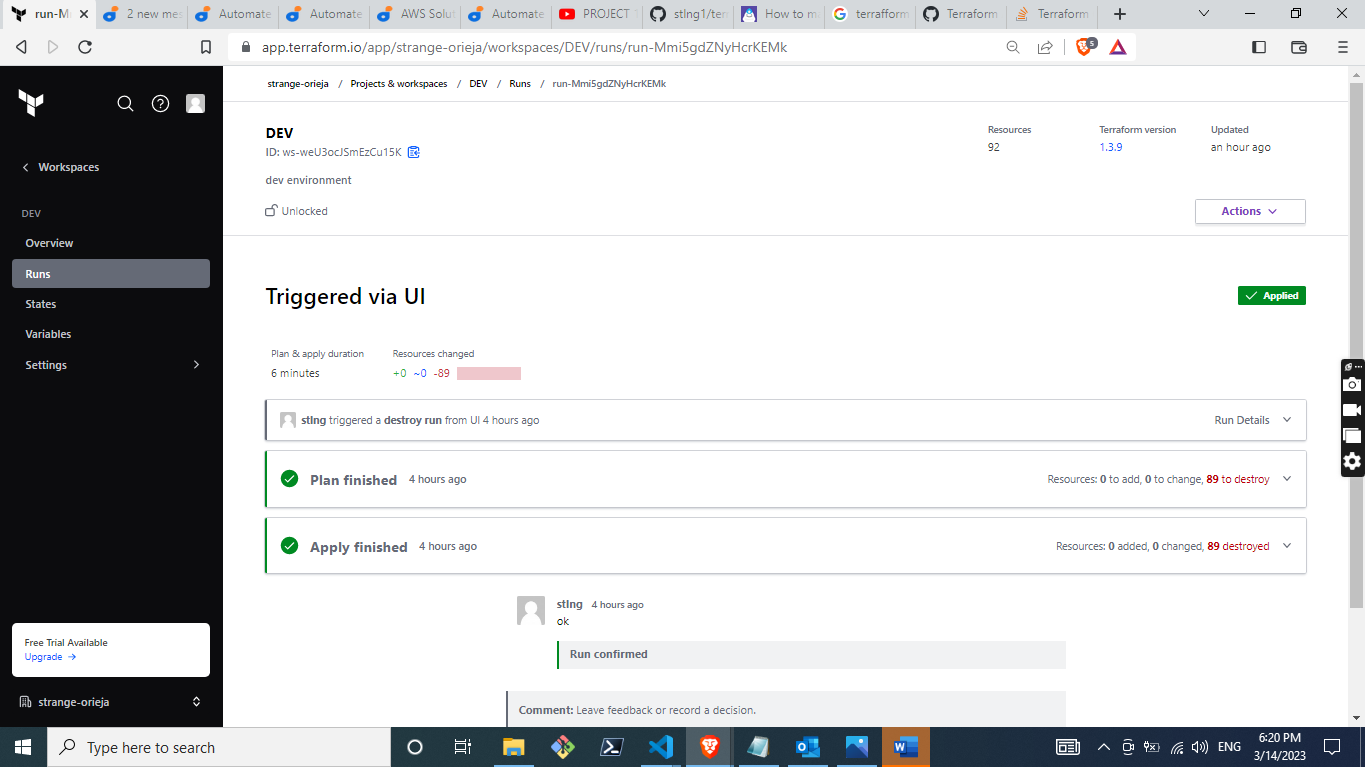 run-Mi
2 new mes
Automate
Automate
AWS Solut
Automate
PROJECT 1
stlng1/terr
How to ma
terrafform
Terraform
Terraform
app.terraform.io/app/strange-orieja/workspaces/DEV/runs/run-Mmi5gdZNyHcrKEMk
5
strange-orieja / Projects & workspaces / DEV / Runs / run-Mmi5gdZNyHcrKEMk
Workspaces
DEV
Overview
Runs
States
Variables
Settings
Free Trial Available
Upgrade →
strange-orieja
DEV
ID: ws-weU3ocJSmEzCu15K
dev environment
Unlocked
Resources
92
Terraform version
1.3.9
Updated
an hour ago
Actions
Triggered via UI
Applied
Plan & apply duration
6 minutes
Resources changed
+0 ~0 -89
stlng triggered a destroy run from UI 4 hours ago
Run Details
Plan finished 4 hours ago
Resources: 0 to add, 0 to change, 89 to destroy
Apply finished 4 hours ago
Resources: 0 added, 0 changed, 89 destroyed
stlng 4 hours ago
ok
Run confirmed
Comment: Leave feedback or record a decision.
Type here to search
ENG
6:20 PM
3/14/2023